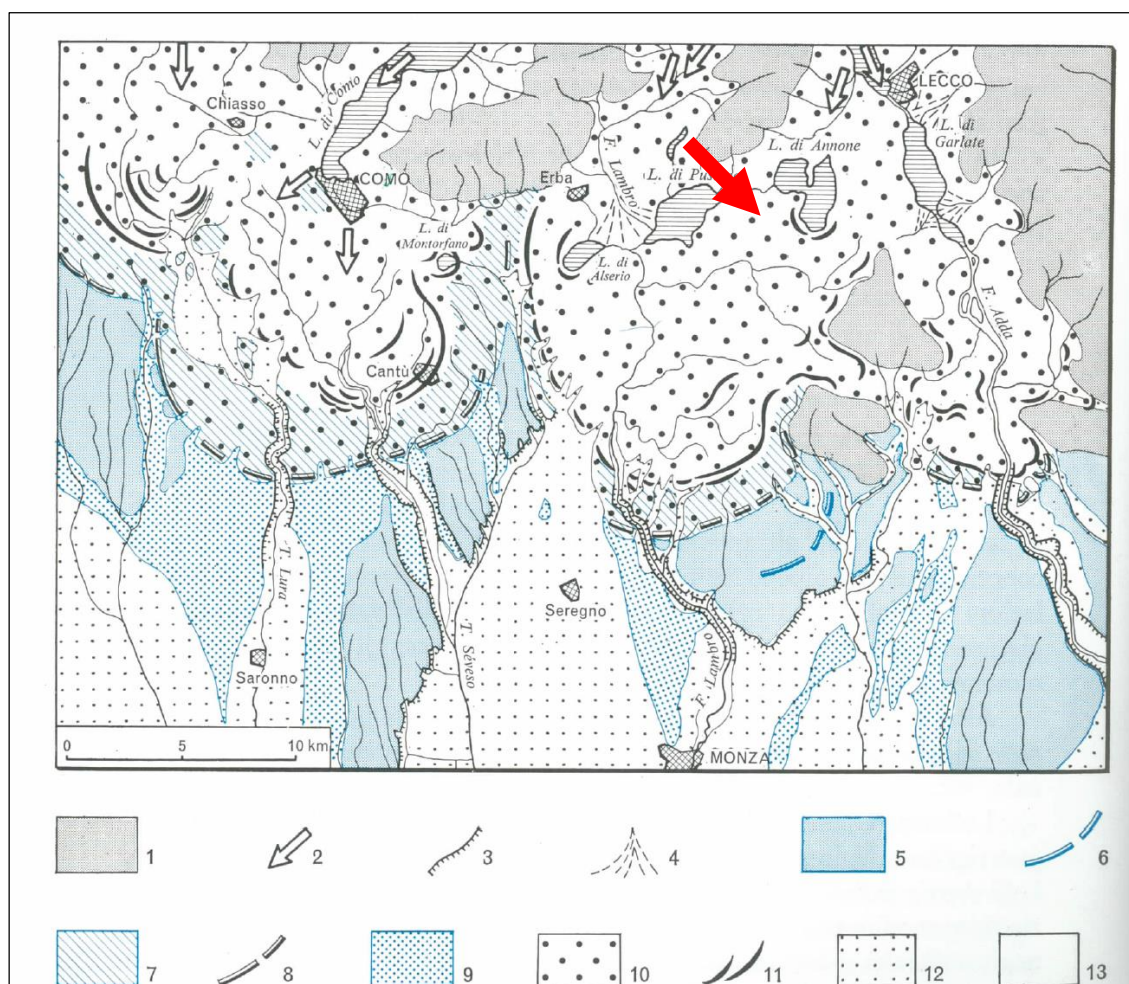 LECCO
Chiasso
L. di Como
L. di
Garlate
F. Lambro
L. di Annone
COMO
Erba
L. di Pus
L. di
Montorfano
L. di
Alserio
F. Adda
Cantù
T. Lura
Seregno
T. Séveso
F. Lambro
Saronno
0 5 10 km
MONZA
1 2 3 4 5 6
7 8 9 10 11 12 13